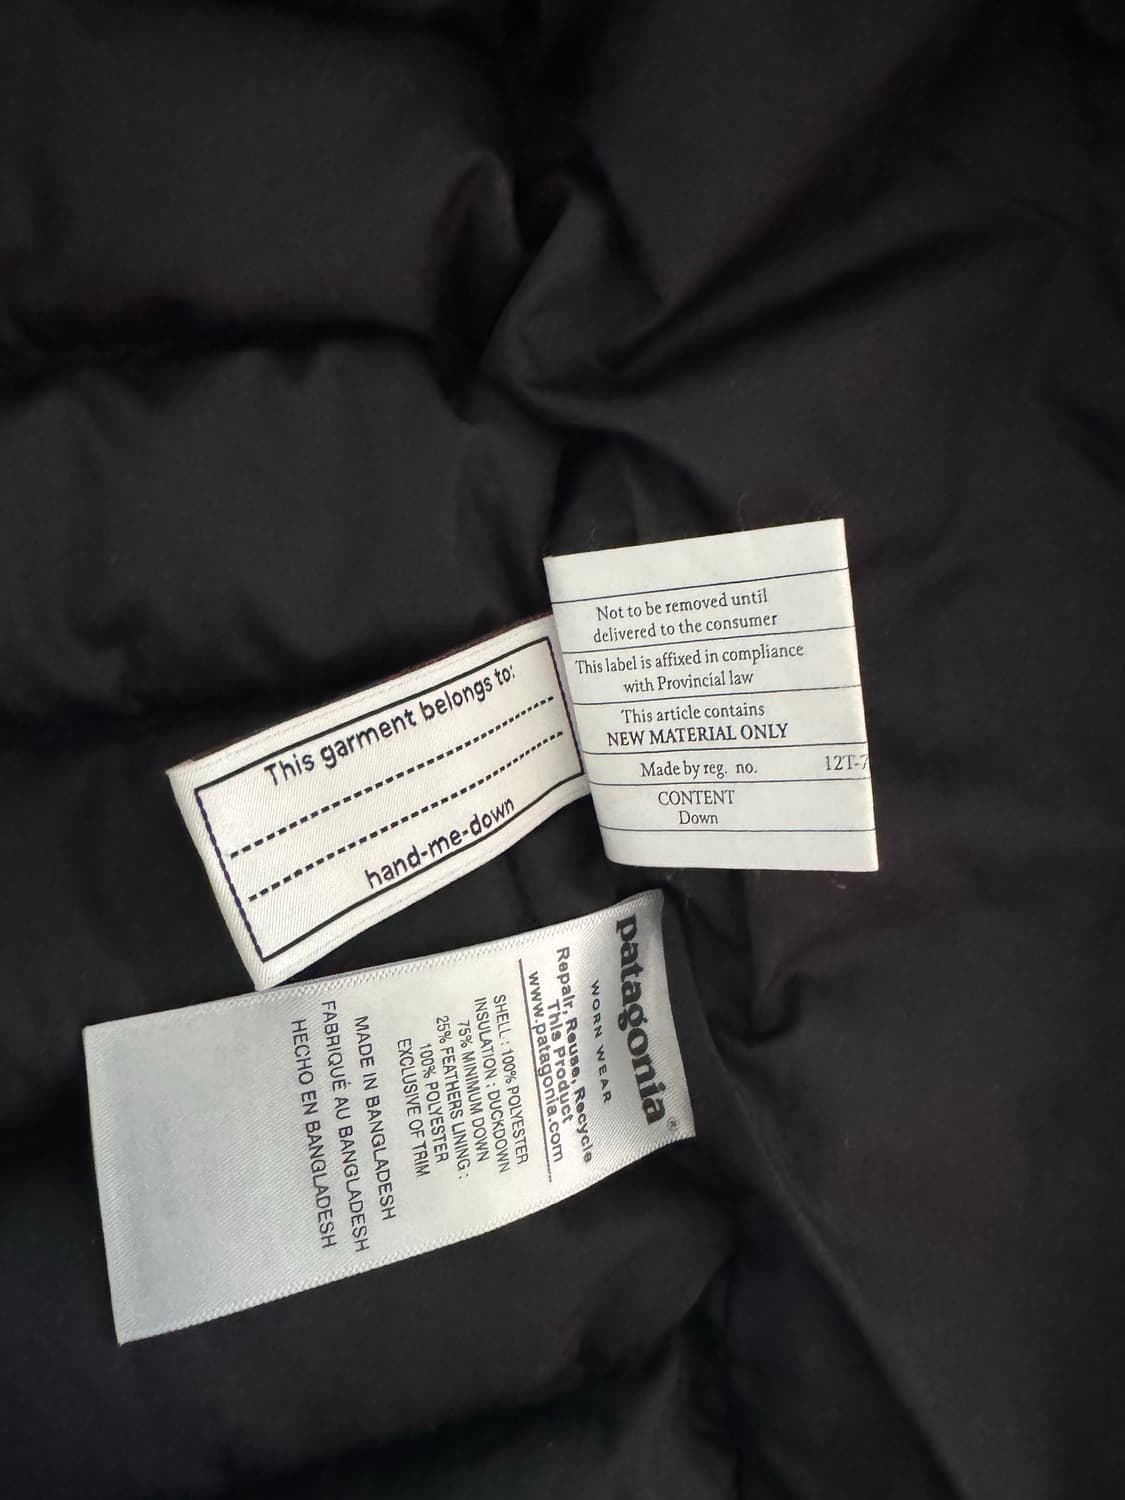 Not to be removed until
delivered to the consumer
This label is affixed in compliance
with Provincial law
This article contains
NEW MATERIAL ONLY
Made by reg. no. 12T-7
CONTENT
Down
This garment belongs to:
hand-me-down
patagonia®
WORN WEAR
Repair, Reuse, Recycle
This Product
www.patagonia.com
SHELL : 100% POLYESTER
INSULATION : DUCKDOWN
75% MINIMUM DOWN
25% FEATHERS LINING :
100% POLYESTER
EXCLUSIVE OF TRIM
MADE IN BANGLADESH
FABRIQUÉ AU BANGLADESH
HECHO EN BANGLADESH